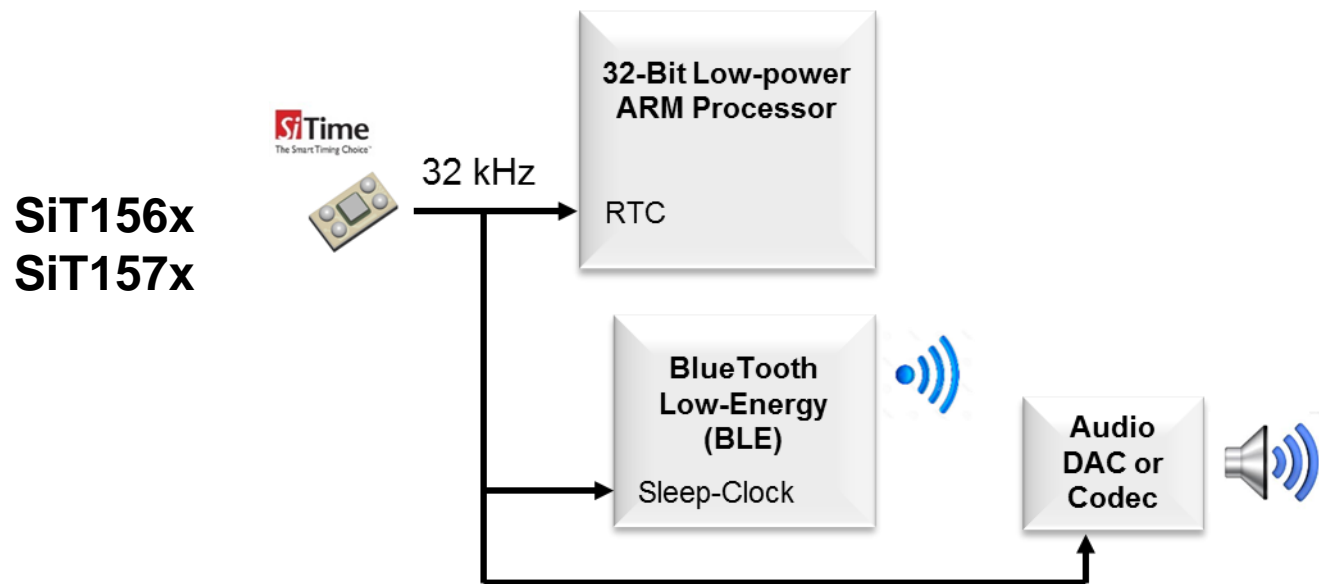 32-Bit Low-power
ARM Processor
SiTime
The Smart Timing Choice™
32 kHz
SiT156x
SiT157x
RTC
BlueTooth
Low-Energy
(BLE)
Sleep-Clock
Audio
DAC or
Codec